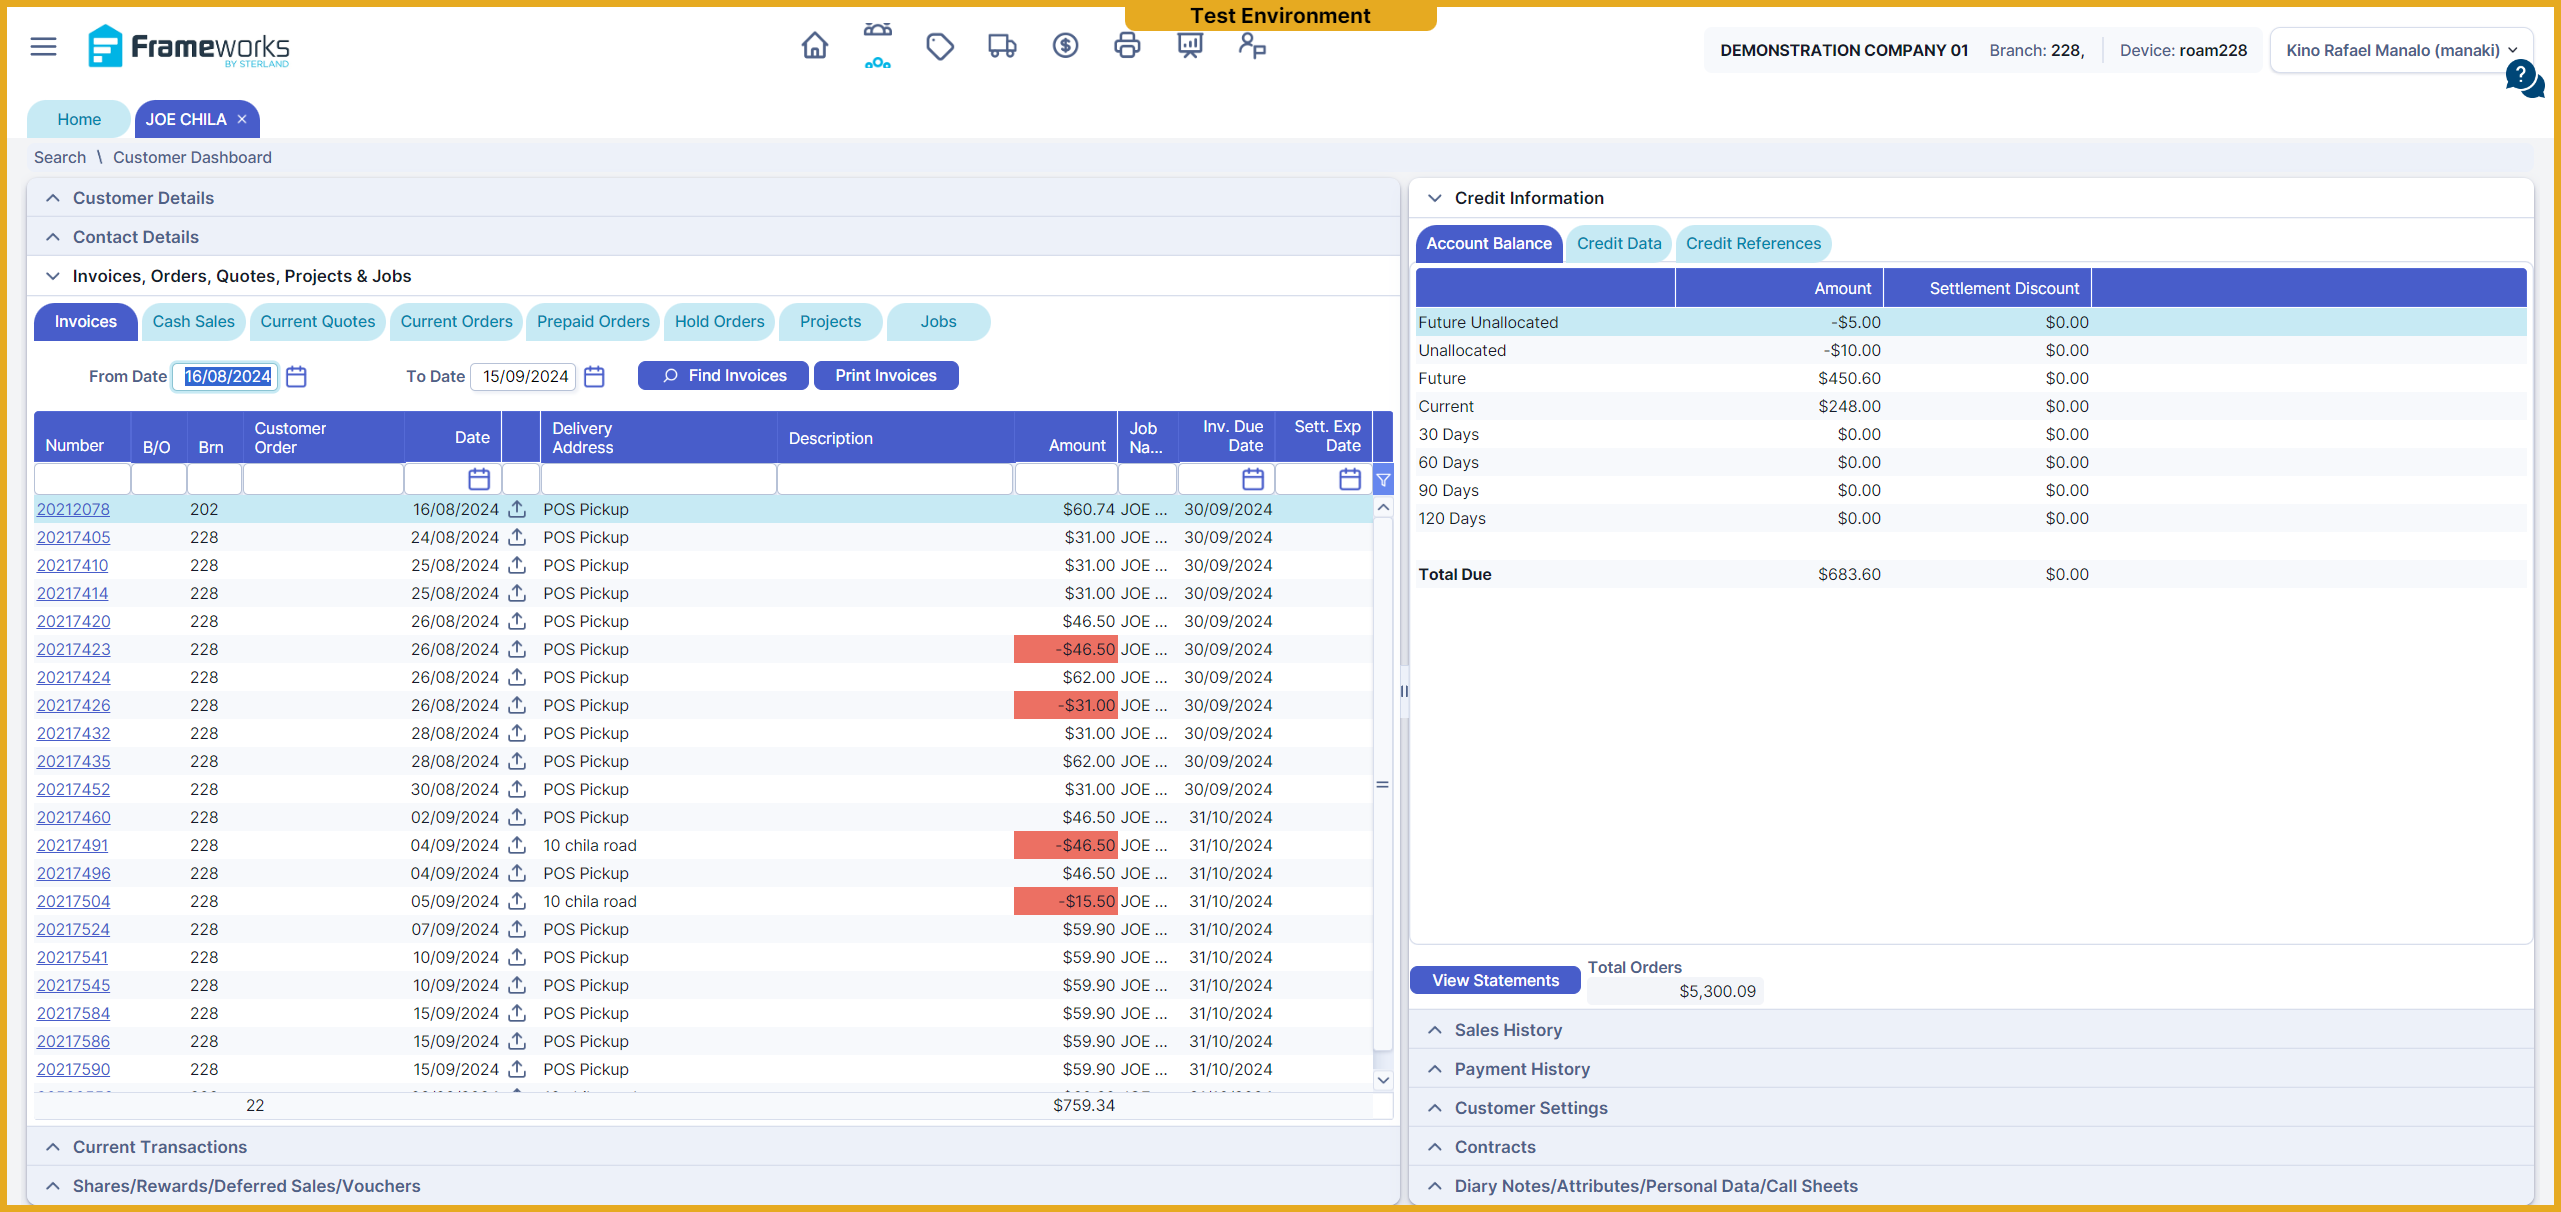 Test Environment
Frameworks
BY STERLAND
DEMONSTRATION COMPANY 01 Branch: 228, Device: roam228 Kino Rafael Manalo (manaki)
?
Home JOE CHILA ×
Search \ Customer Dashboard
Customer Details
Contact Details
Invoices, Orders, Quotes, Projects & Jobs
Invoices Cash Sales Current Quotes Current Orders Prepaid Orders Hold Orders Projects Jobs
From Date 16/08/2024 To Date 15/09/2024 Find Invoices Print Invoices
Number B/O Brn Customer Order Date Delivery Address Description Amount Job Na... Inv. Due Date Sett. Exp Date
20212078 202 16/08/2024 POS Pickup $60.74 JOE ... 30/09/2024
20217405 228 24/08/2024 POS Pickup $31.00 JOE ... 30/09/2024
20217410 228 25/08/2024 POS Pickup $31.00 JOE ... 30/09/2024
20217414 228 25/08/2024 POS Pickup $31.00 JOE ... 30/09/2024
20217420 228 26/08/2024 POS Pickup $46.50 JOE ... 30/09/2024
20217423 228 26/08/2024 POS Pickup -$46.50 JOE ... 30/09/2024
20217424 228 26/08/2024 POS Pickup $62.00 JOE ... 30/09/2024
20217426 228 26/08/2024 POS Pickup -$31.00 JOE ... 30/09/2024
20217432 228 28/08/2024 POS Pickup $31.00 JOE ... 30/09/2024
20217435 228 28/08/2024 POS Pickup $62.00 JOE ... 30/09/2024
20217452 228 30/08/2024 POS Pickup $31.00 JOE ... 30/09/2024
20217460 228 02/09/2024 POS Pickup $46.50 JOE ... 31/10/2024
20217491 228 04/09/2024 10 chila road -$46.50 JOE ... 31/10/2024
20217496 228 04/09/2024 POS Pickup $46.50 JOE ... 31/10/2024
20217504 228 05/09/2024 10 chila road -$15.50 JOE ... 31/10/2024
20217524 228 07/09/2024 POS Pickup $59.90 JOE ... 31/10/2024
20217541 228 10/09/2024 POS Pickup $59.90 JOE ... 31/10/2024
20217545 228 10/09/2024 POS Pickup $59.90 JOE ... 31/10/2024
20217584 228 15/09/2024 POS Pickup $59.90 JOE ... 31/10/2024
20217586 228 15/09/2024 POS Pickup $59.90 JOE ... 31/10/2024
20217590 228 15/09/2024 POS Pickup $59.90 JOE ... 31/10/2024
22 $759.34
Current Transactions
Shares/Rewards/Deferred Sales/Vouchers
Credit Information
Account Balance Credit Data Credit References
Amount Settlement Discount
Future Unallocated -$5.00 $0.00
Unallocated -$10.00 $0.00
Future $450.60 $0.00
Current $248.00 $0.00
30 Days $0.00 $0.00
60 Days $0.00 $0.00
90 Days $0.00 $0.00
120 Days $0.00 $0.00
Total Due $683.60 $0.00
View Statements Total Orders
$5,300.09
Sales History
Payment History
Customer Settings
Contracts
Diary Notes/Attributes/Personal Data/Call Sheets